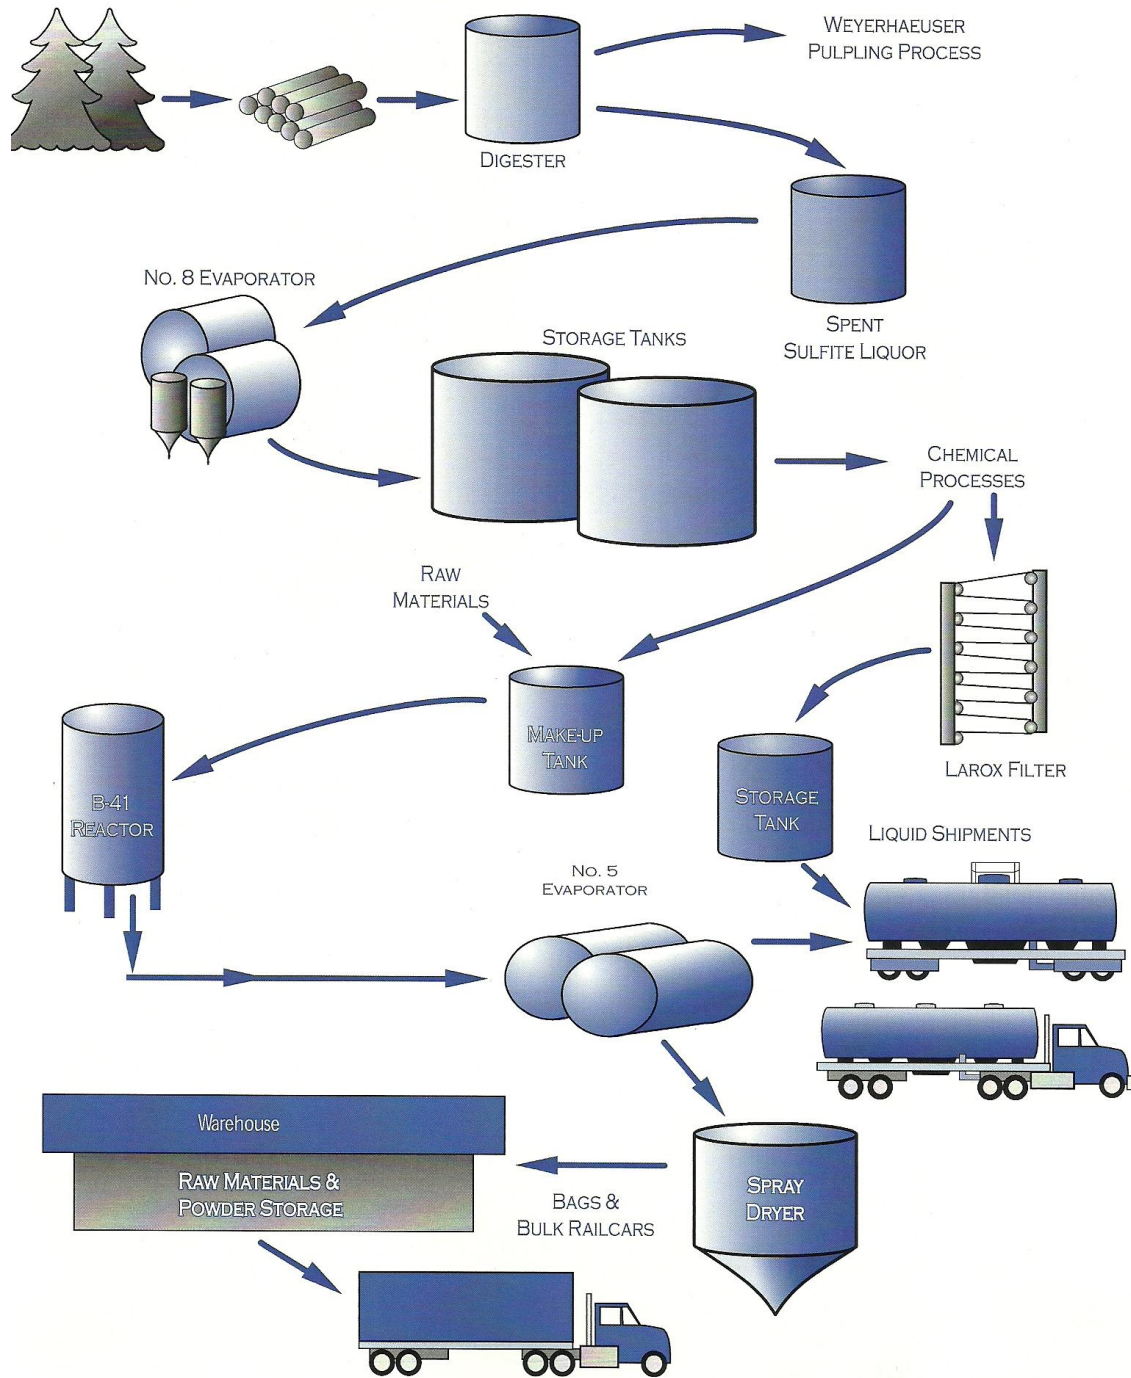 WEYERHAEUSER
PULPLING PROCESS
DIGESTER
NO. 8 EVAPORATOR
SPENT
SULFITE LIQUOR
STORAGE TANKS
CHEMICAL
PROCESSES
RAW
MATERIALS
MAKE-UP
TANK
B-41
REACTOR
STORAGE
TANK
LAROX FILTER
LIQUID SHIPMENTS
NO. 5
EVAPORATOR
Warehouse
RAW MATERIALS &
POWDER STORAGE
BAGS &
BULK RAILCARS
SPRAY
DRYER